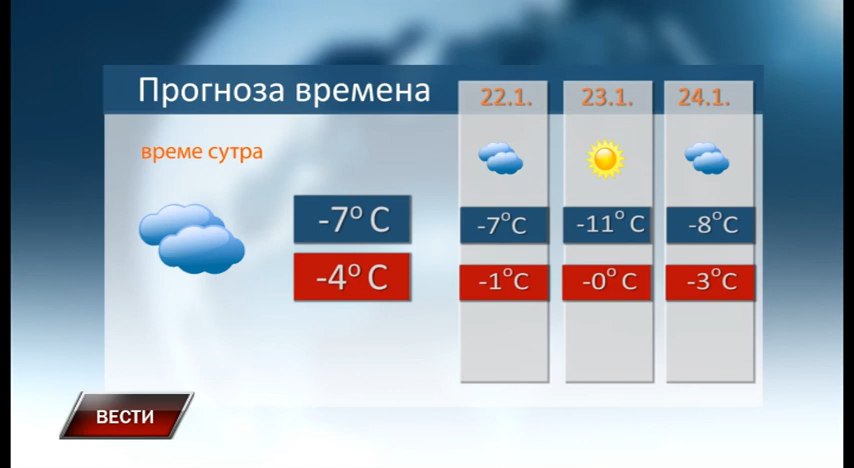 Прогноза времена
22.1. 23.1. 24.1.
време сутра
-7° C
-4° C
-7°C -11° C -8°C
-1°C -0° C -3°C
ВЕСТИ